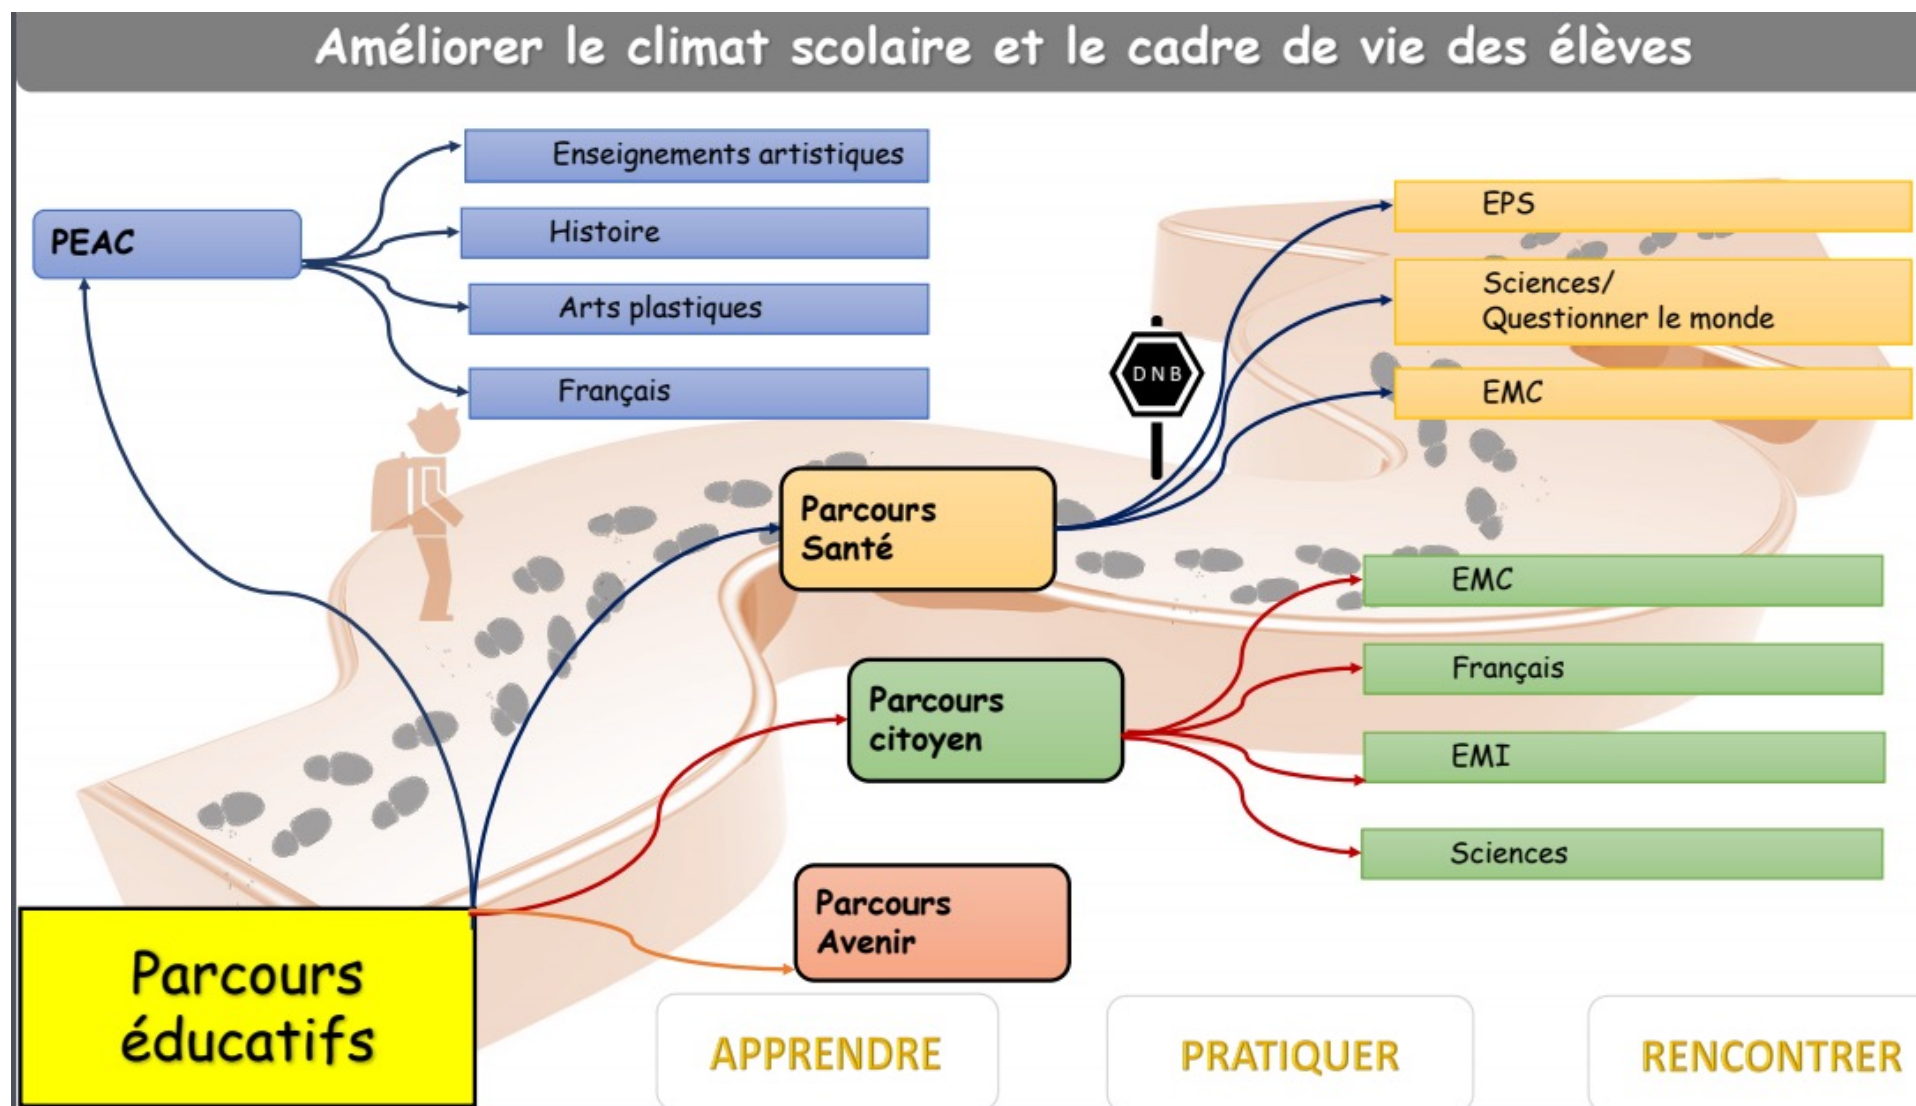 Améliorer le climat scolaire et le cadre de vie des élèves
Enseignements artistiques
PEAC
Histoire
Arts plastiques
Français
EPS
Sciences/
Questionner le monde
DNB
EMC
Parcours
Santé
EMC
Français
Parcours
citoyen
EMI
Sciences
Parcours
Avenir
Parcours
éducatifs
APPRENDRE
PRATIQUER
RENCONTRER